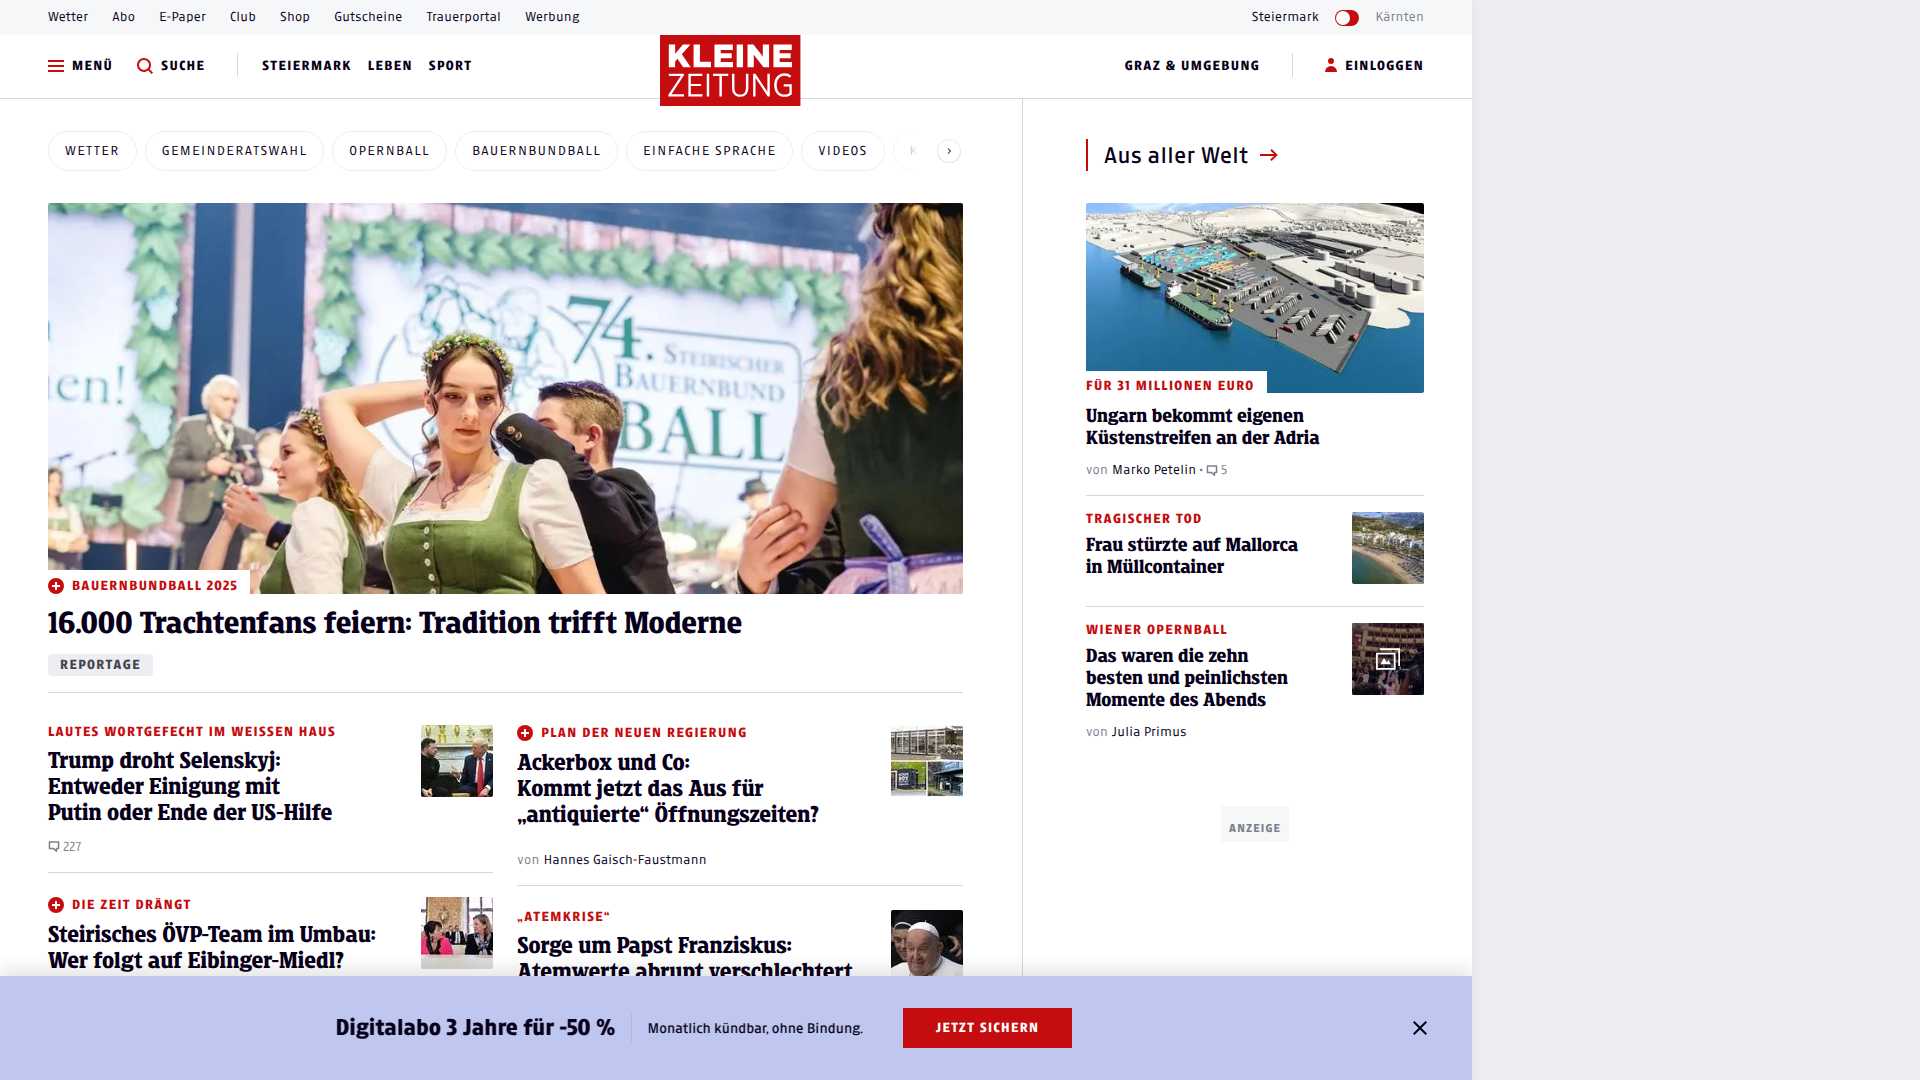 Wetter Abo E-Paper Club Shop Gutscheine Trauerportal Werbung Steiermark Kärnten
MENÜ SUCHE STEIERMARK LEBEN SPORT
KLEINE
ZEITUNG
GRAZ & UMGEBUNG EINLOGGEN
WETTER GEMEINDERATSWAHL OPERNBALL BAUERNBUNDBALL EINFACHE SPRACHE VIDEOS K
en!
74. STEIRISCHER
BAUERNBUND
BALL
BAUERNBUNDBALL 2025
16.000 Trachtenfans feiern: Tradition trifft Moderne
REPORTAGE
LAUTES WORTGEFECHT IM WEISSEN HAUS
Trump droht Selenskyj:
Entweder Einigung mit
Putin oder Ende der US-Hilfe
227
DIE ZEIT DRÄNGT
Steirisches ÖVP-Team im Umbau:
Wer folgt auf Eibinger-Miedl?
PLAN DER NEUEN REGIERUNG
Ackerbox und Co:
Kommt jetzt das Aus für
„antiquierte“ Öffnungszeiten?
von Hannes Gaisch-Faustmann
„ATEMKRISE“
Sorge um Papst Franziskus:
Atemwerte abrupt verschlechtert
Aus aller Welt
FÜR 31 MILLIONEN EURO
Ungarn bekommt eigenen
Küstenstreifen an der Adria
von Marko Petelin · 5
TRAGISCHER TOD
Frau stürzte auf Mallorca
in Müllcontainer
WIENER OPERNBALL
Das waren die zehn
besten und peinlichsten
Momente des Abends
von Julia Primus
ANZEIGE
Digitalabo 3 Jahre für -50 % Monatlich kündbar, ohne Bindung. JETZT SICHERN